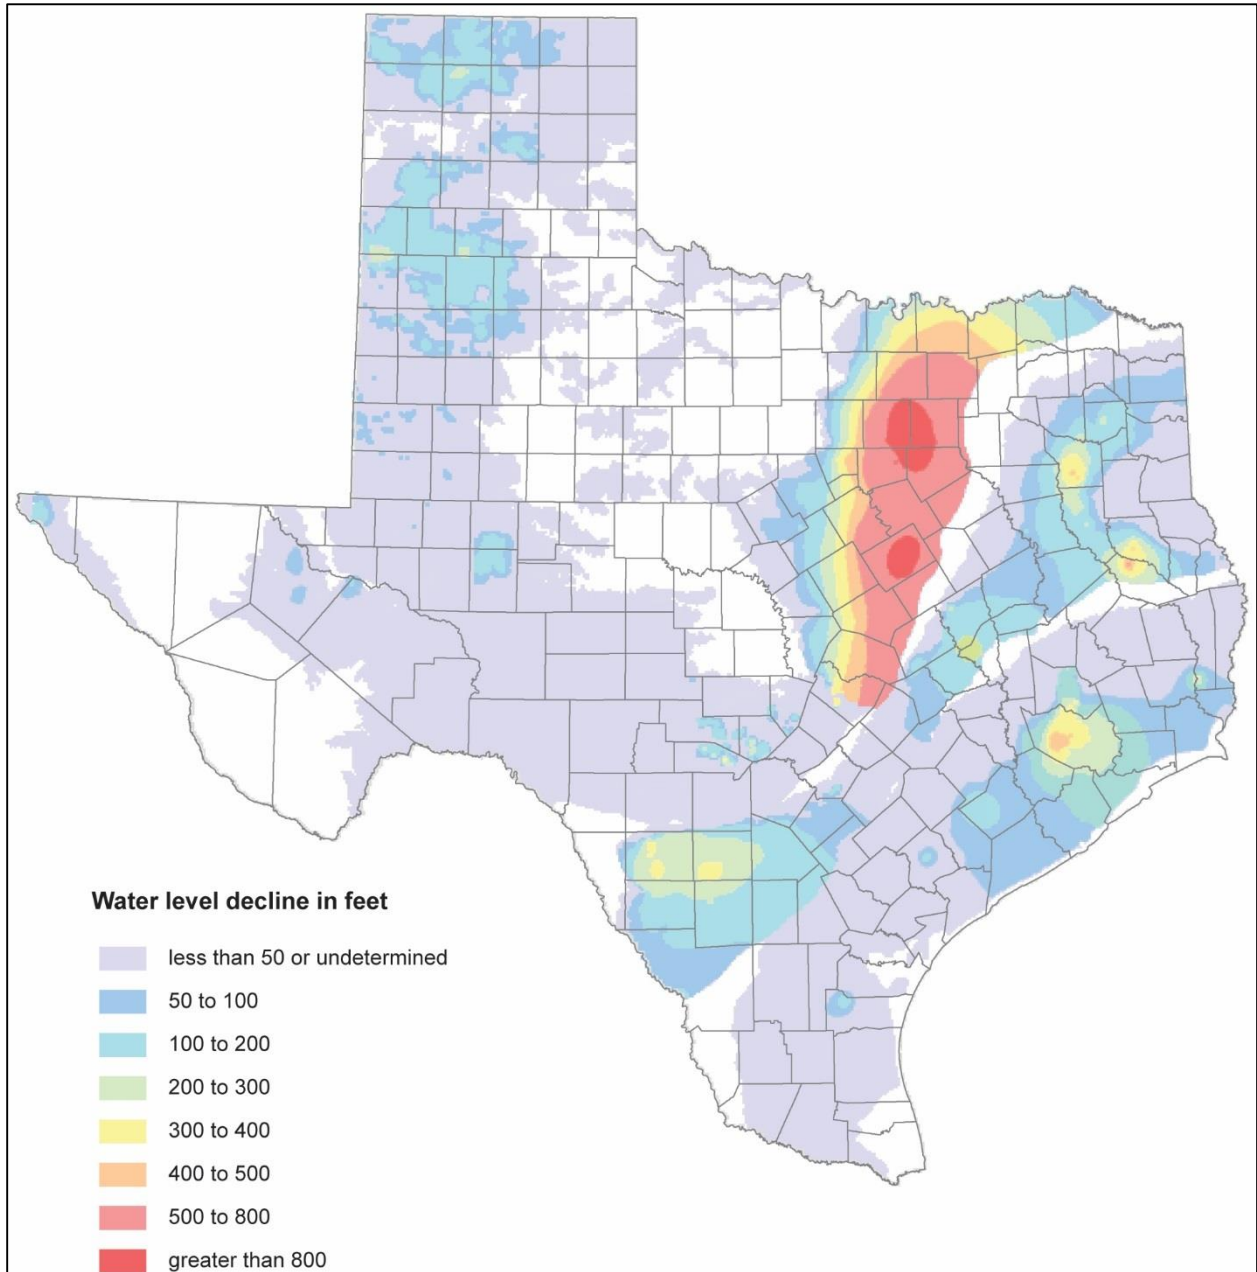 Water level decline in feet
less than 50 or undetermined
50 to 100
100 to 200
200 to 300
300 to 400
400 to 500
500 to 800
greater than 800